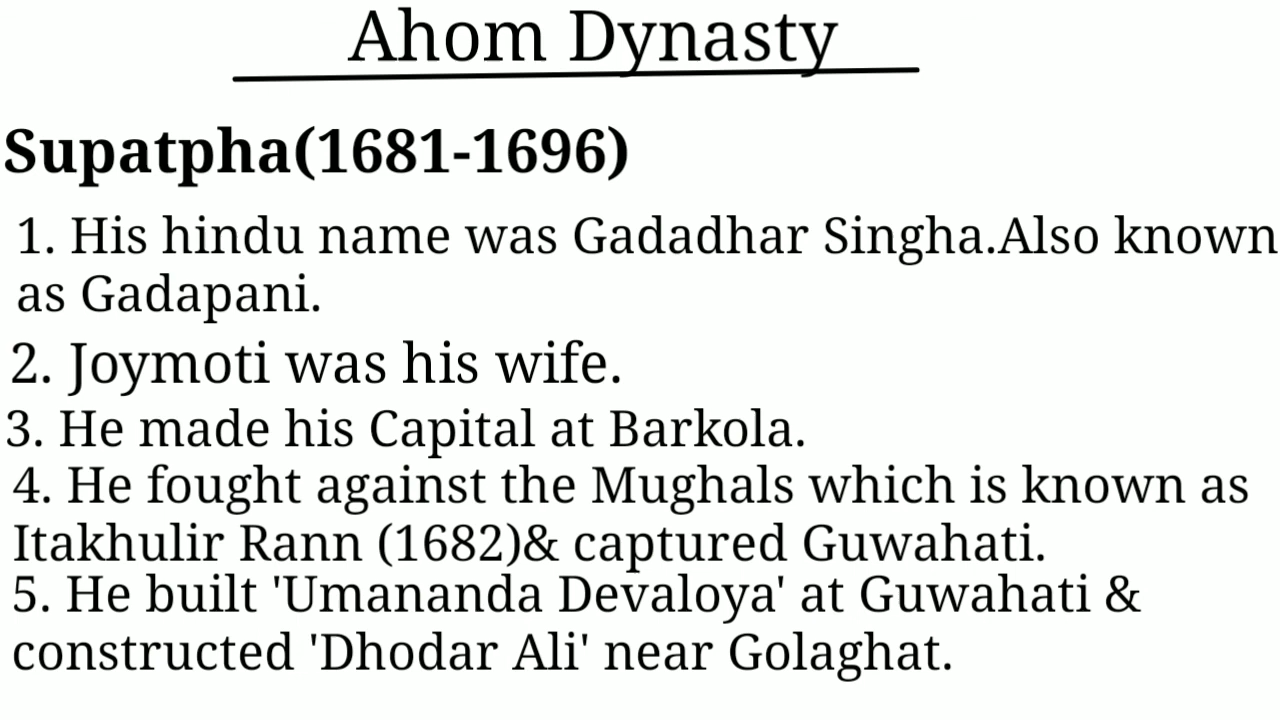 Ahom Dynasty
Supatpha(1681-1696)
1. His hindu name was Gadadhar Singha.Also known
as Gadapani.
2. Joymoti was his wife.
3. He made his Capital at Barkola.
4. He fought against the Mughals which is known as
Itakhulir Rann (1682)& captured Guwahati.
5. He built 'Umananda Devaloya' at Guwahati &
constructed 'Dhodar Ali' near Golaghat.